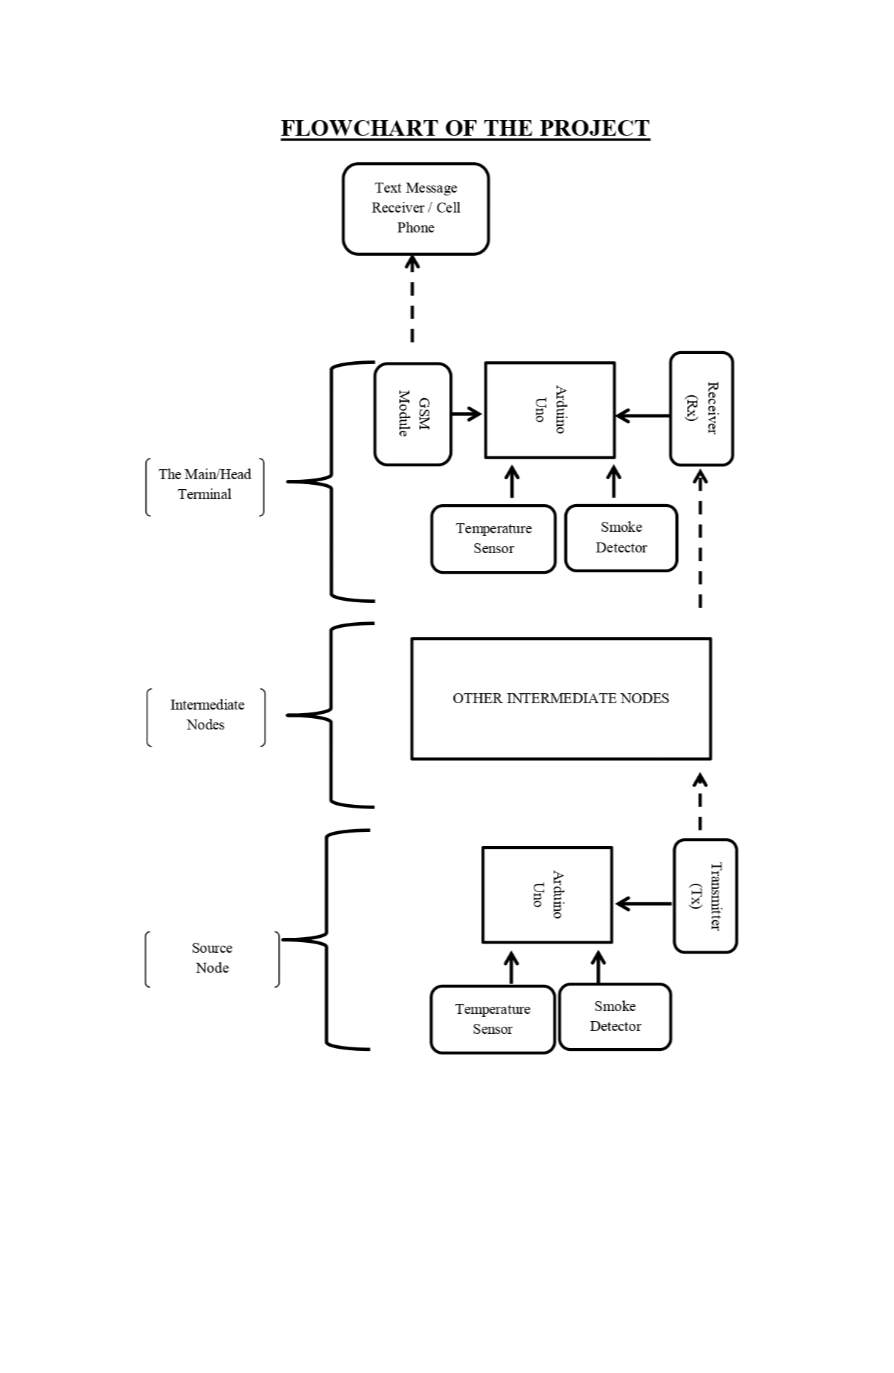 FLOWCHART OF THE PROJECT
Text Message
Receiver / Cell
Phone
GSM
Module
Arduino
Uno
Receiver
(Rx)
The Main/Head
Terminal
Temperature
Sensor
Smoke
Detector
Intermediate
Nodes
OTHER INTERMEDIATE NODES
Arduino
Uno
Transmitter
(Tx)
Source
Node
Temperature
Sensor
Smoke
Detector